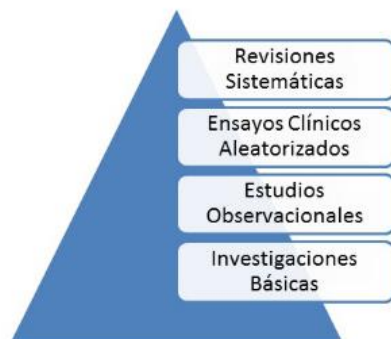 Revisiones
Sistemáticas
Ensayos Clínicos
Aleatorizados
Estudios
Observacionales
Investigaciones
Básicas